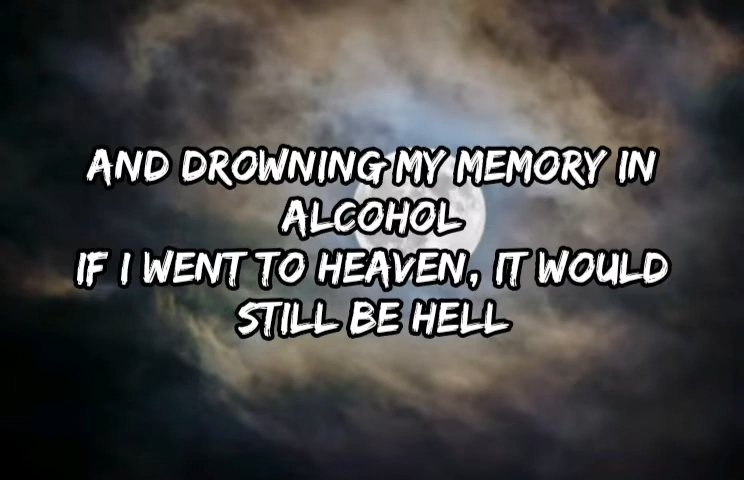 AND DROWNING MY MEMORY IN
ALCOHOL
IF I WENT TO HEAVEN, IT WOULD
STILL BE HELL